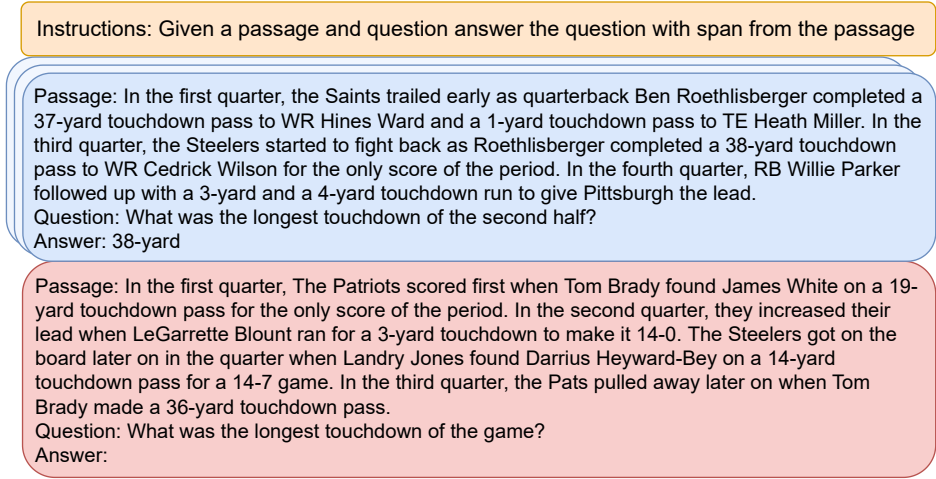 Instructions: Given a passage and question answer the question with span from the passage
Passage: In the first quarter, the Saints trailed early as quarterback Ben Roethlisberger completed a
37-yard touchdown pass to WR Hines Ward and a 1-yard touchdown pass to TE Heath Miller. In the
third quarter, the Steelers started to fight back as Roethlisberger completed a 38-yard touchdown
pass to WR Cedrick Wilson for the only score of the period. In the fourth quarter, RB Willie Parker
followed up with a 3-yard and a 4-yard touchdown run to give Pittsburgh the lead.
Question: What was the longest touchdown of the second half?
Answer: 38-yard
Passage: In the first quarter, The Patriots scored first when Tom Brady found James White on a 19-
yard touchdown pass for the only score of the period. In the second quarter, they increased their
lead when LeGarrette Blount ran for a 3-yard touchdown to make it 14-0. The Steelers got on the
board later on in the quarter when Landry Jones found Darrius Heyward-Bey on a 14-yard
touchdown pass for a 14-7 game. In the third quarter, the Pats pulled away later on when Tom
Brady made a 36-yard touchdown pass.
Question: What was the longest touchdown of the game?
Answer: